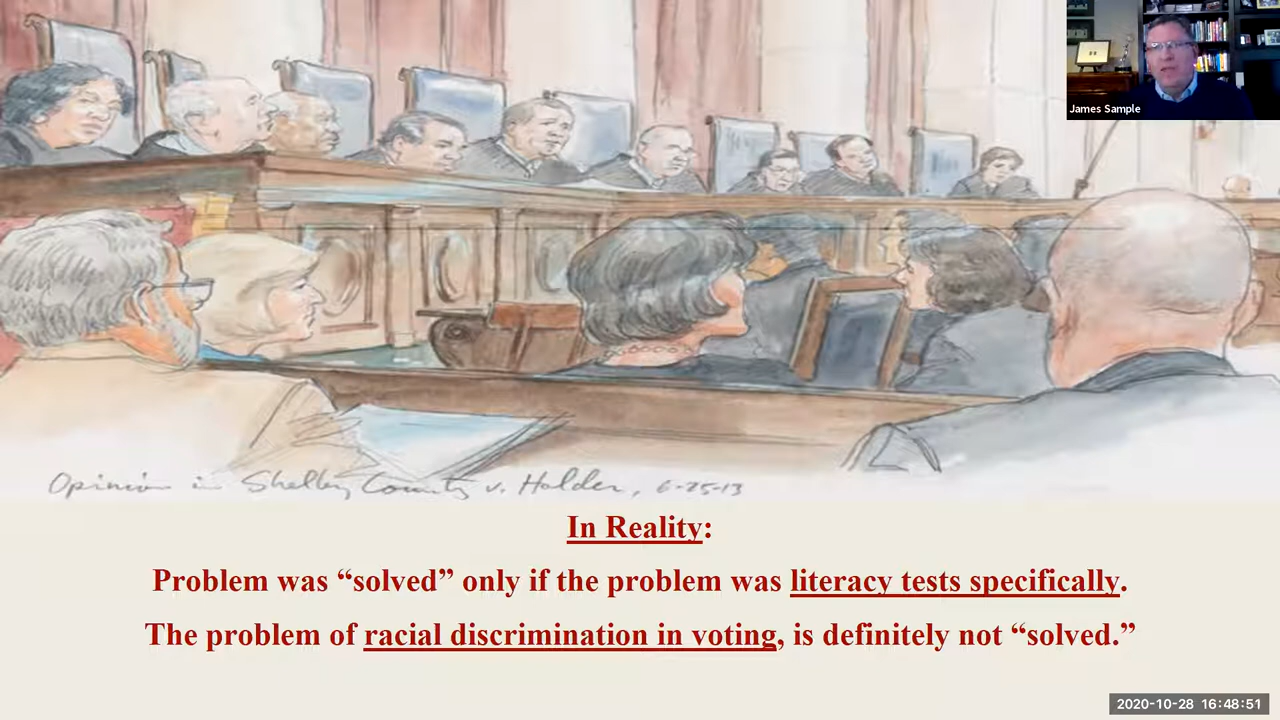 James Sample
Opinion in Shelby County v. Holder, 6-25-13
In Reality:
Problem was “solved” only if the problem was literacy tests specifically.
The problem of racial discrimination in voting, is definitely not “solved.”
2020-10-28 16:48:51